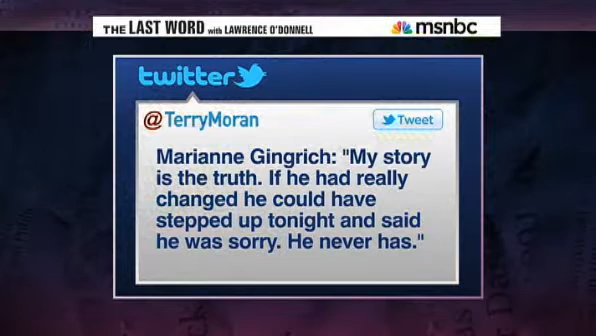 THE LAST WORD WITH LAWRENCE O'DONNELL
msnbc
twitter
@TerryMoran
Tweet
Marianne Gingrich: "My story
is the truth. If he had really
changed he could have
stepped up tonight and said
he was sorry. He never has."